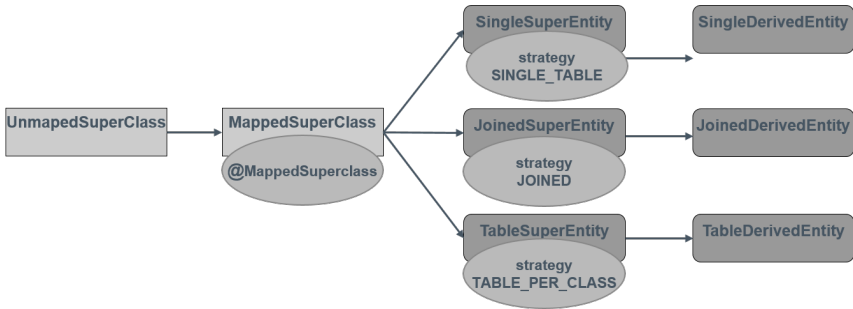 UnmapedSuperClass
MappedSuperClass
@MappedSuperclass
SingleSuperEntity
strategy
SINGLE_TABLE
SingleDerivedEntity
JoinedSuperEntity
strategy
JOINED
JoinedDerivedEntity
TableSuperEntity
strategy
TABLE_PER_CLASS
TableDerivedEntity